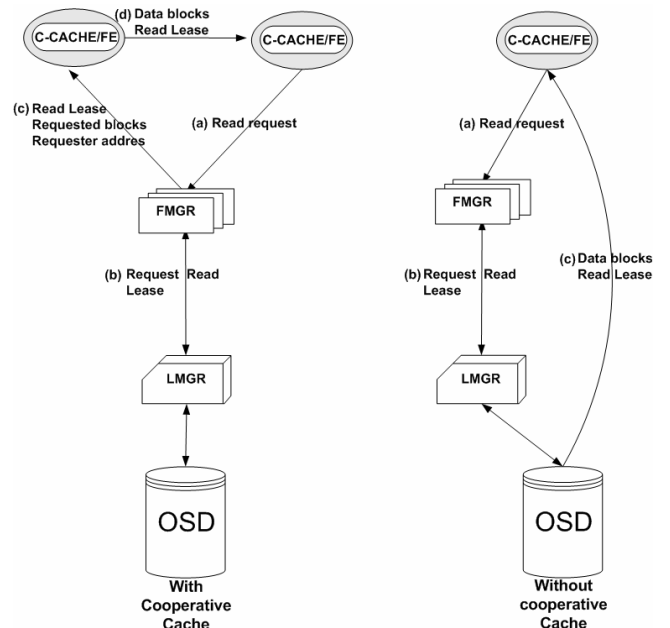 (d) Data blocks
Read Lease
C-CACHE/FE
C-CACHE/FE
(c) Read Lease
Requested blocks
Requester addres
(a) Read request
FMGR
(b) Request Read
Lease
LMGR
OSD
With
Cooperative
Cache
C-CACHE/FE
(a) Read request
FMGR
(b) Request Read
Lease
(c) Data blocks
Read Lease
LMGR
OSD
Without
cooperative
Cache